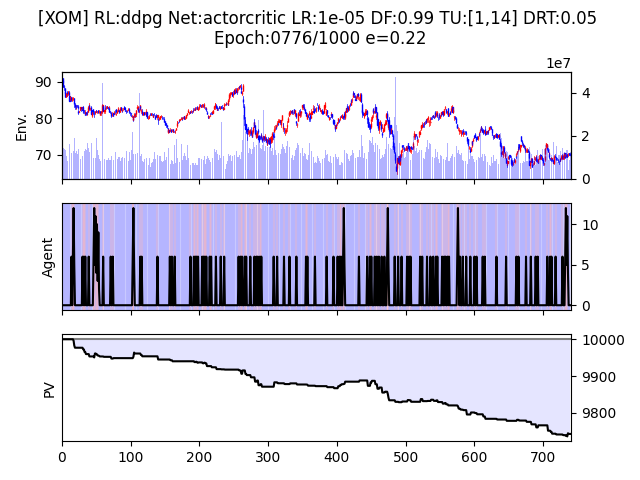 [XOM] RL:ddpg Net:actorcritic LR:1e-05 DF:0.99 TU:[1,14] DRT:0.05
Epoch:0776/1000 e=0.22
1e7
90
80
70
Env.
4
2
0
Agent
10
5
0
PV
10000
9900
9800
0 100 200 300 400 500 600 700